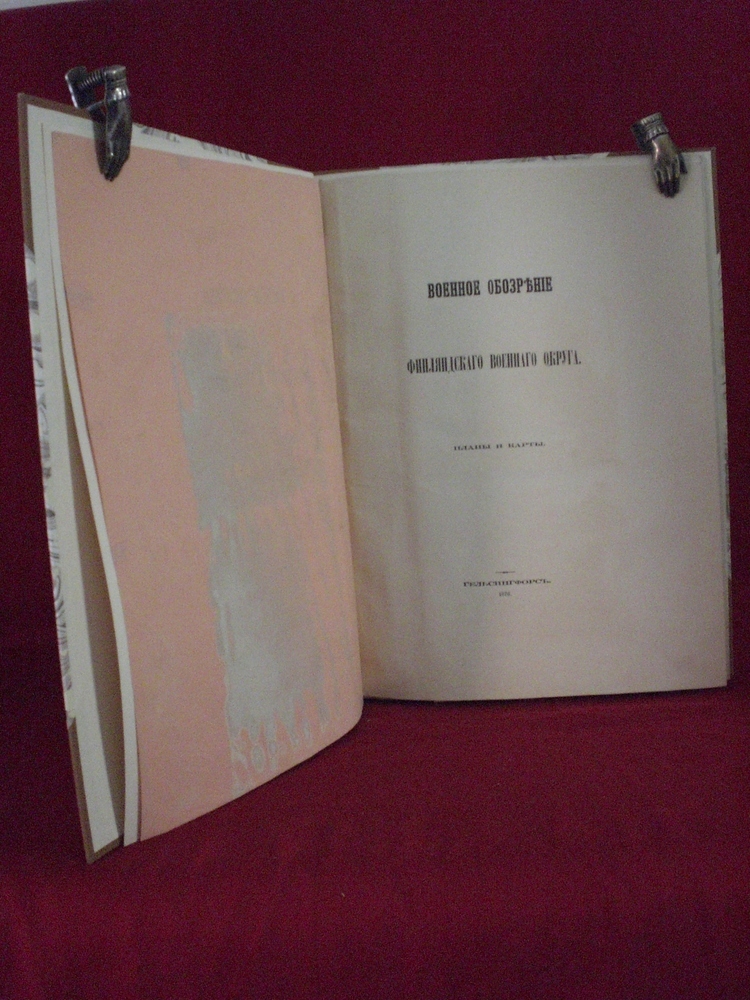 ВОЕННОЕ ОБОЗРѢНІЕ
ФИНЛЯНДСКАГО ВОЕННАГО ОКРУГА.
ПЛАНЫ И КАРТЫ.
ГЕЛЬСИНГФОРСЪ.